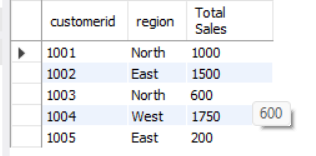 customerid region Total Sales
1001 North 1000
1002 East 1500
1003 North 600
1004 West 1750
600
1005 East 200